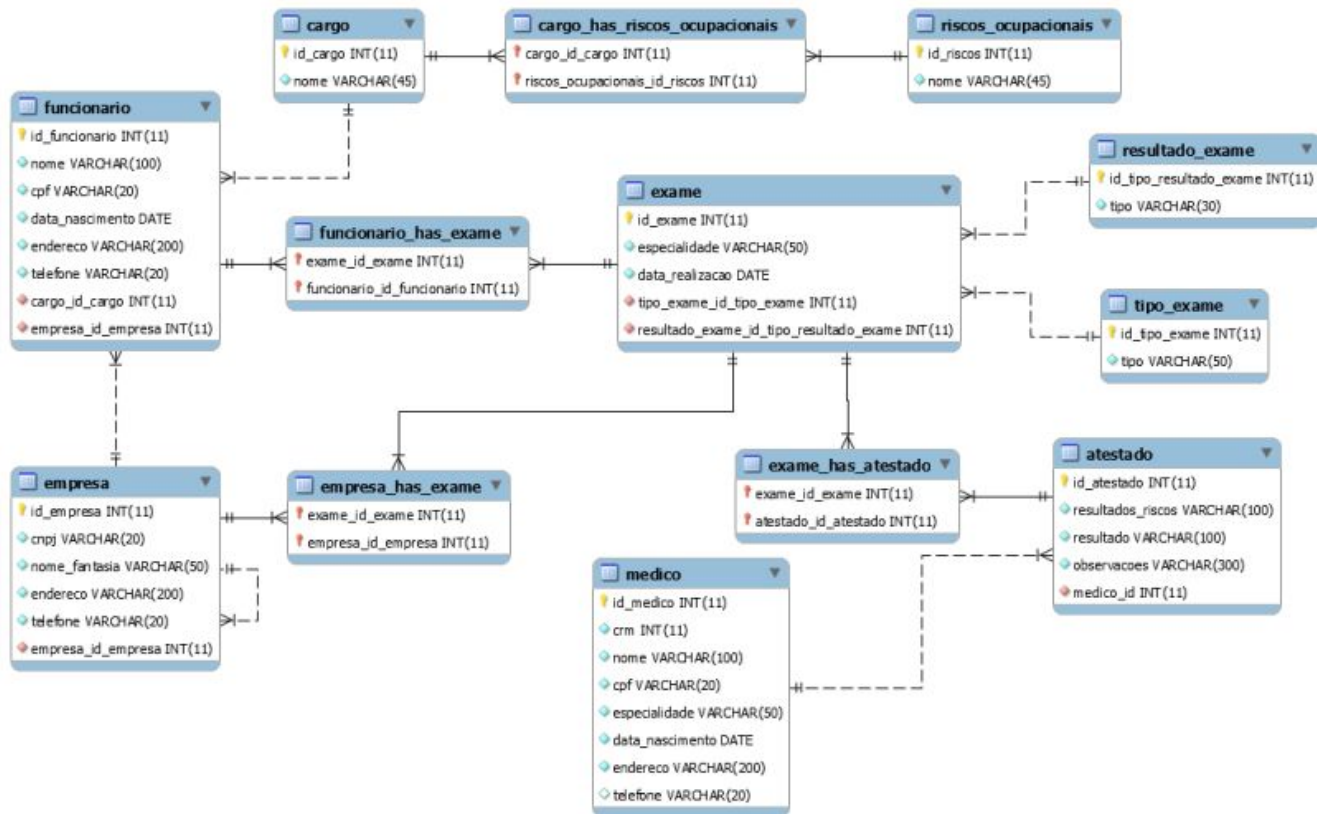 cargo
id_cargo INT(11)
nome VARCHAR(45)
cargo_has_riscos_ocupacionais
cargo_id_cargo INT(11)
riscos_ocupacionais_id_riscos INT(11)
riscos_ocupacionais
id_riscos INT(11)
nome VARCHAR(45)
funcionario
id_funcionario INT(11)
nome VARCHAR(100)
cpf VARCHAR(20)
data_nascimento DATE
endereco VARCHAR(200)
telefone VARCHAR(20)
cargo_id_cargo INT(11)
empresa_id_empresa INT(11)
funcionario_has_exame
exame_id_exame INT(11)
funcionario_id_funcionario INT(11)
exame
id_exame INT(11)
especialidade VARCHAR(50)
data_realizacao DATE
tipo_exame_id_tipo_exame INT(11)
resultado_exame_id_tipo_resultado_exame INT(11)
resultado_exame
id_tipo_resultado_exame INT(11)
tipo VARCHAR(30)
tipo_exame
id_tipo_exame INT(11)
tipo VARCHAR(50)
empresa
id_empresa INT(11)
cnpj VARCHAR(20)
nome_fantasia VARCHAR(50)
endereco VARCHAR(200)
telefone VARCHAR(20)
empresa_id_empresa INT(11)
empresa_has_exame
exame_id_exame INT(11)
empresa_id_empresa INT(11)
exame_has_atestado
exame_id_exame INT(11)
atestado_id_atestado INT(11)
atestado
id_atestado INT(11)
resultados_riscos VARCHAR(100)
resultado VARCHAR(100)
observacoes VARCHAR(300)
medico_id INT(11)
medico
id_medico INT(11)
crm INT(11)
nome VARCHAR(100)
cpf VARCHAR(20)
especialidade VARCHAR(50)
data_nascimento DATE
endereco VARCHAR(200)
telefone VARCHAR(20)